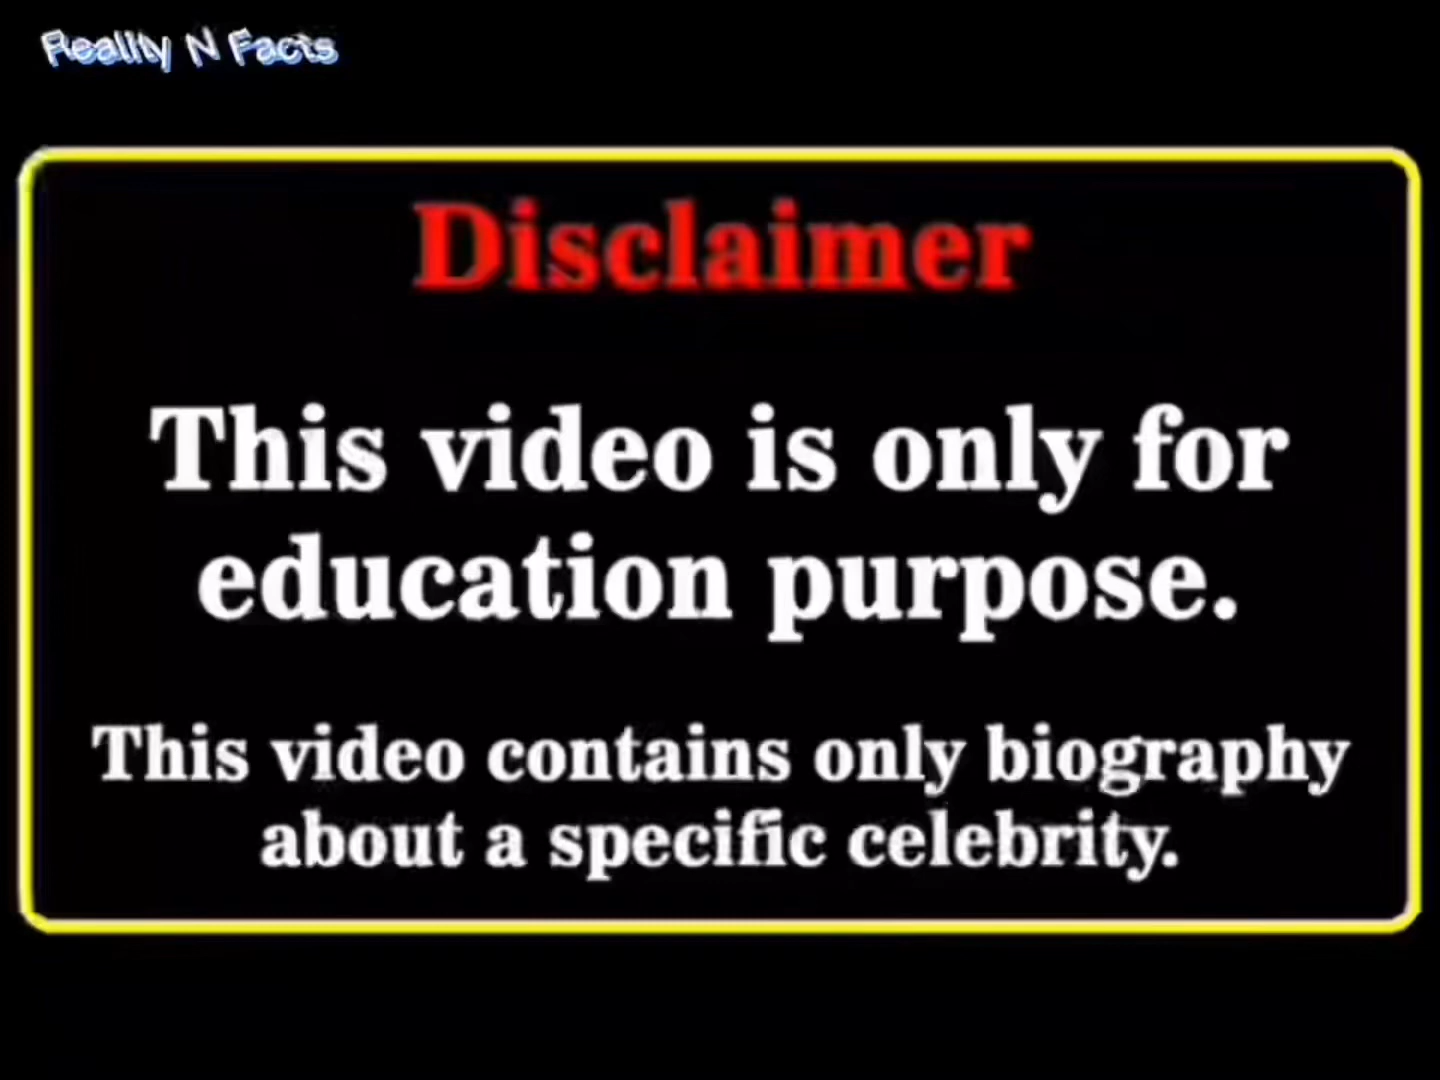 Reality N Facts
Disclaimer
This video is only for
education purpose.
This video contains only biography
about a specific celebrity.